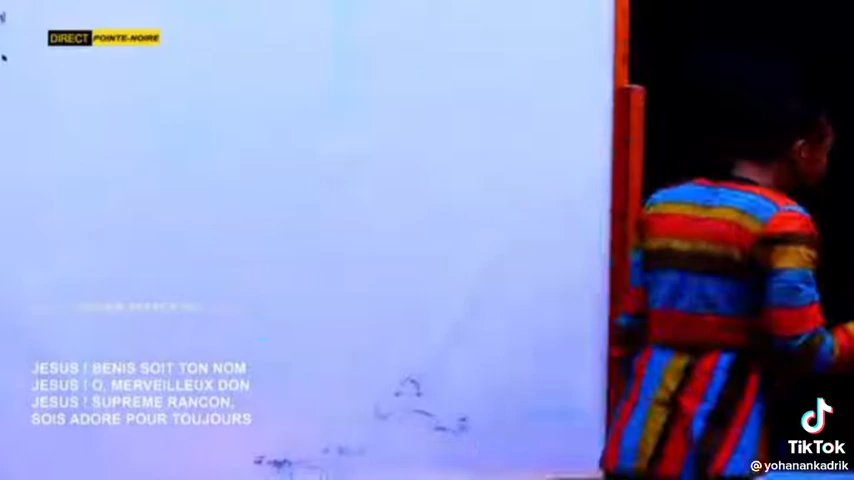 DIRECT POINTE-NOIRE
JESUS ! BENIS SOIT TON NOM
JESUS ! O, MERVEILLEUX DON
JESUS ! SUPREME RANCON,
SOIS ADORE POUR TOUJOURS
TikTok
@yohanankadrik